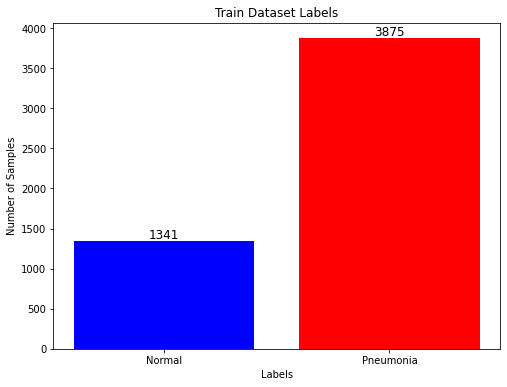 Train Dataset Labels
4000
3500
3000
2500
2000
1500
1000
500
0
Number of Samples
1341
3875
Normal
Pneumonia
Labels